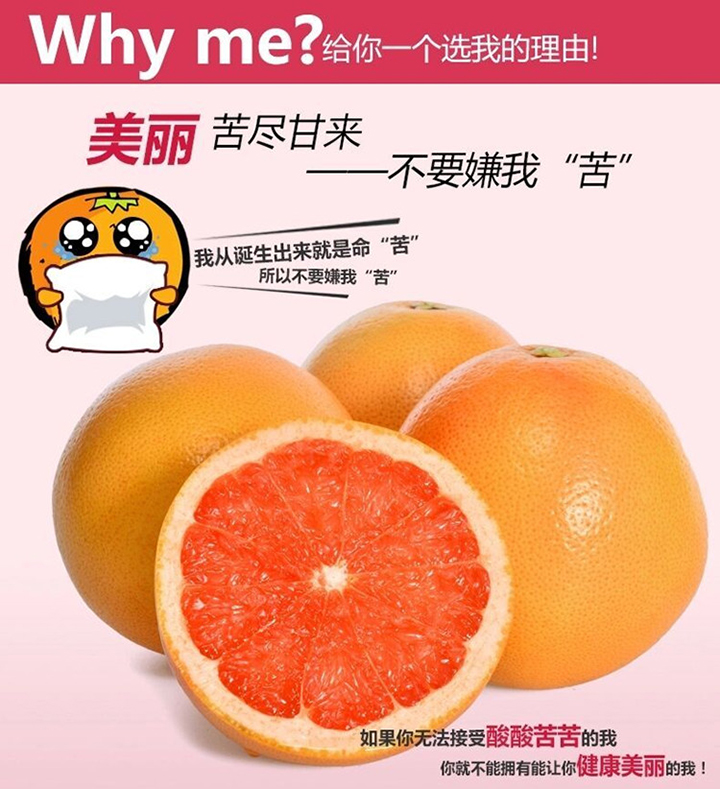 Why me?给你一个选我的理由!
美丽 苦尽甘来
——不要嫌我“苦”
我从诞生出来就是命“苦”
所以不要嫌我“苦”
如果你无法接受酸酸苦苦的我
你就不能拥有能让你健康美丽的我！